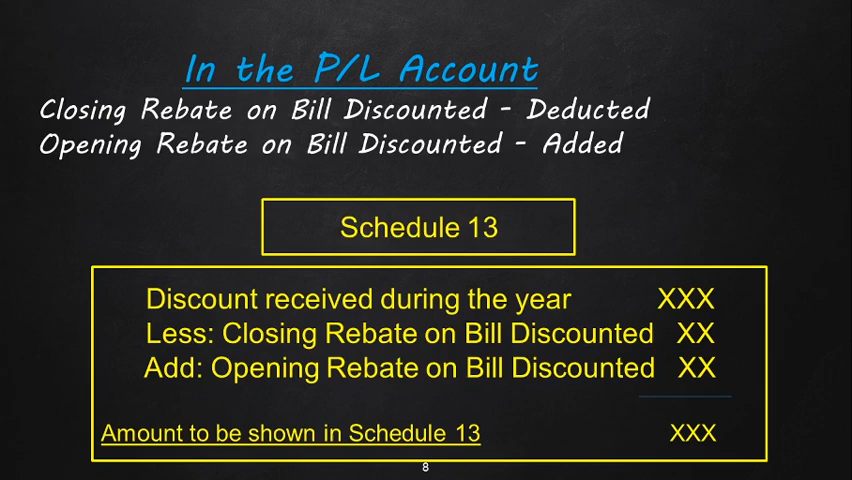 In the P/L Account
Closing Rebate on Bill Discounted - Deducted
Opening Rebate on Bill Discounted - Added
Schedule 13
Discount received during the year XXX
Less: Closing Rebate on Bill Discounted XX
Add: Opening Rebate on Bill Discounted XX
Amount to be shown in Schedule 13 XXX
8